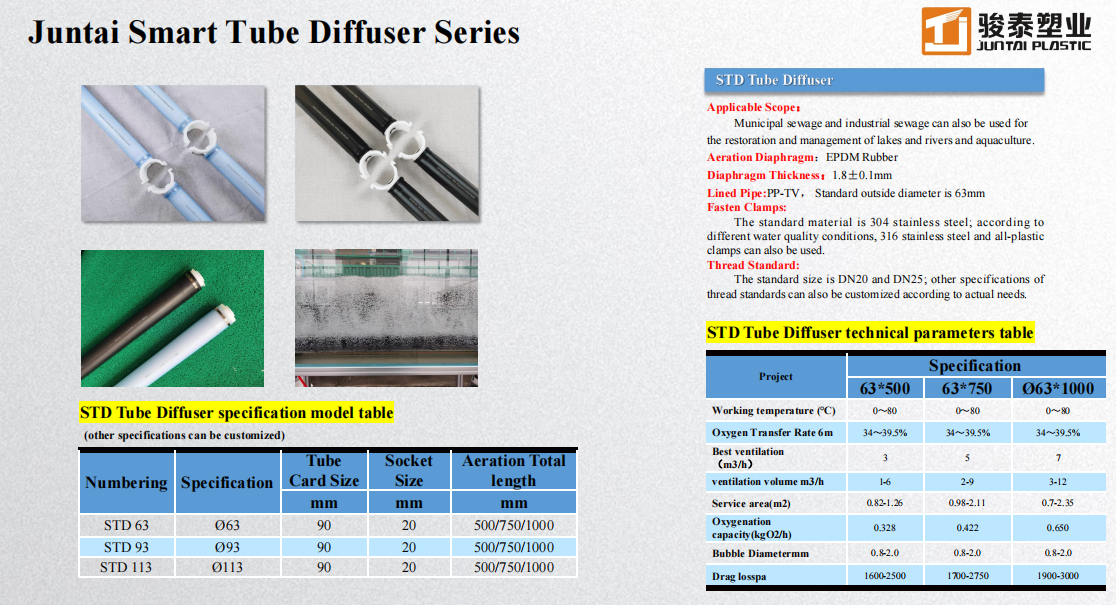 Juntai Smart Tube Diffuser Series
骏泰塑业
JUNTAI PLASTIC
STD Tube Diffuser
Applicable Scope:
Municipal sewage and industrial sewage can also be used for
the restoration and management of lakes and rivers and aquaculture.
Aeration Diaphragm: EPDM Rubber
Diaphragm Thickness: 1.8±0.1mm
Lined Pipe:PP-TV, Standard outside diameter is 63mm
Fasten Clamps:
The standard material is 304 stainless steel; according to
different water quality conditions, 316 stainless steel and all-plastic
clamps can also be used.
Thread Standard:
The standard size is DN20 and DN25; other specifications of
thread standards can also be customized according to actual needs.
STD Tube Diffuser technical parameters table
Project Specification
63*500 63*750 Ø63*1000
Working temperature (℃) 0～80 0～80 0～80
Oxygen Transfer Rate 6m 34～39.5% 34～39.5% 34～39.5%
Best ventilation
(m3/h) 3 5 7
ventilation volume m3/h 1-6 2-9 3-12
Service area(m2) 0.82-1.26 0.98-2.11 0.7-2.35
Oxygenation
capacity(kgO2/h) 0.328 0.422 0.650
Bubble Diametermm 0.8-2.0 0.8-2.0 0.8-2.0
Drag losspa 1600-2500 1700-2750 1900-3000
STD Tube Diffuser specification model table
(other specifications can be customized)
Numbering Specification Tube Card Size Socket Size Aeration Total length
mm mm mm
STD 63 Ø63 90 20 500/750/1000
STD 93 Ø93 90 20 500/750/1000
STD 113 Ø113 90 20 500/750/1000